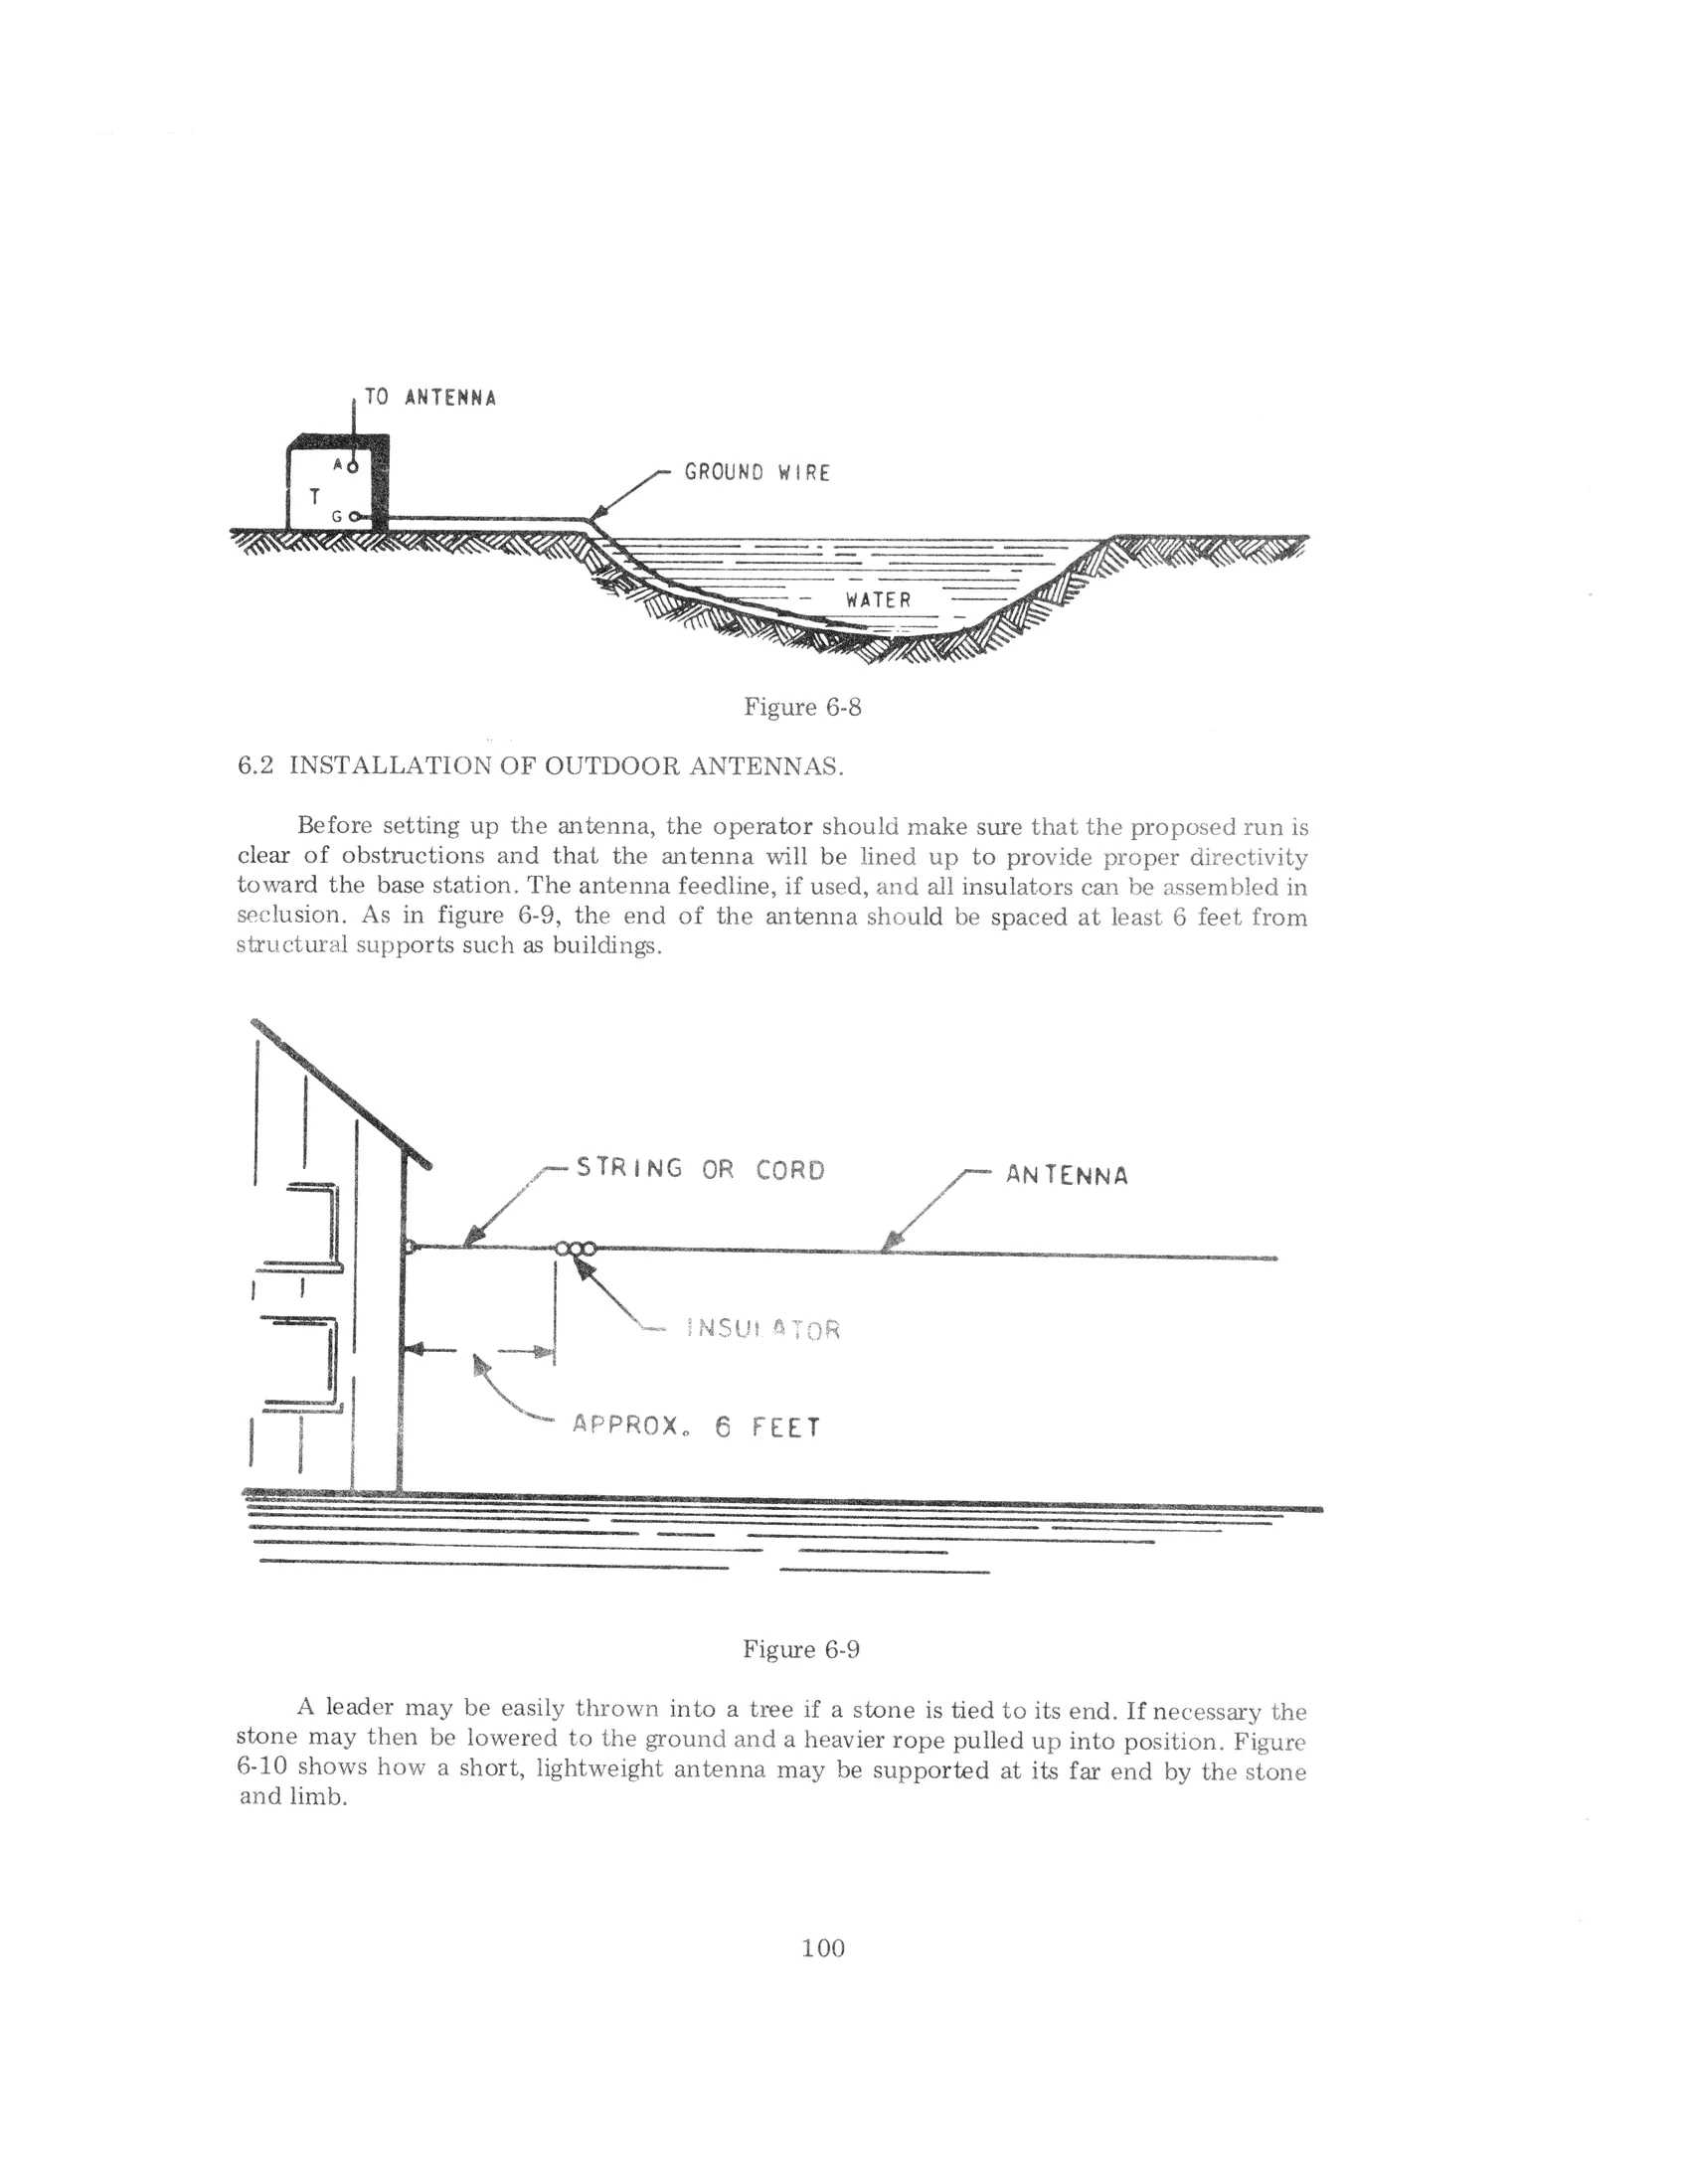 TO ANTENNA
A
T
G
GROUND WIRE
WATER
Figure 6-8
6.2 INSTALLATION OF OUTDOOR ANTENNAS.
Before setting up the antenna, the operator should make sure that the proposed run is
clear of obstructions and that the antenna will be lined up to provide proper directivity
toward the base station. The antenna feedline, if used, and all insulators can be assembled in
seclusion. As in figure 6-9, the end of the antenna should be spaced at least 6 feet from
structural supports such as buildings.
STRING OR CORD
ANTENNA
INSULATOR
APPROX. 6 FEET
Figure 6-9
A leader may be easily thrown into a tree if a stone is tied to its end. If necessary the
stone may then be lowered to the ground and a heavier rope pulled up into position. Figure
6-10 shows how a short, lightweight antenna may be supported at its far end by the stone
and limb.
100